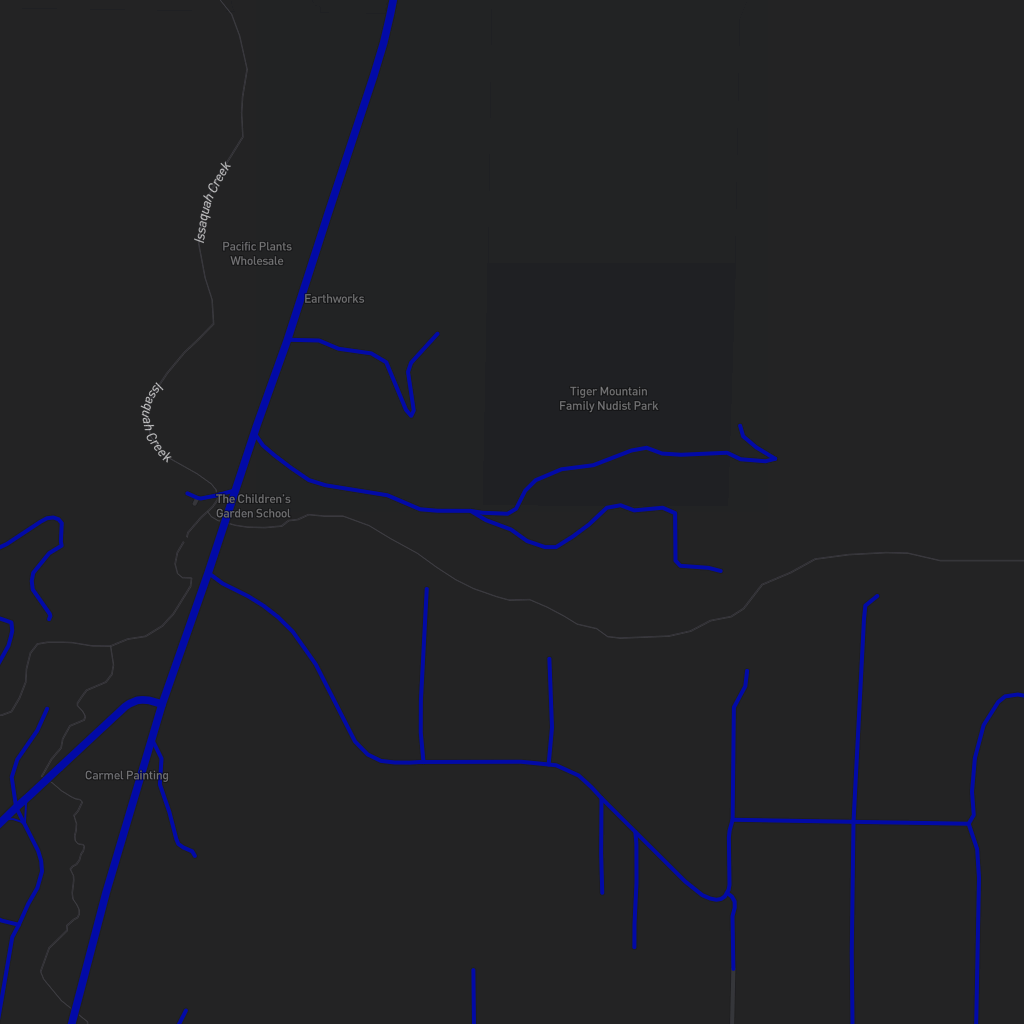 Issaquah Creek
Pacific Plants
Wholesale
Earthworks
Issaquah Creek
Tiger Mountain
Family Nudist Park
The Children's
Garden School
Carmel Painting